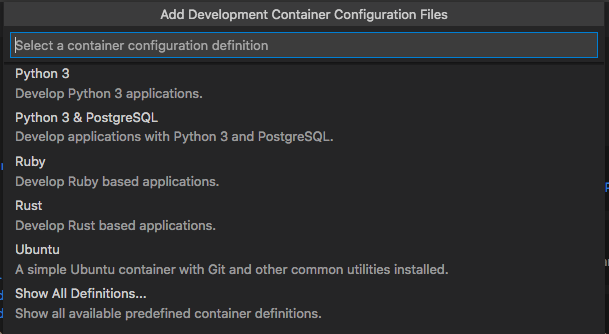 Add Development Container Configuration Files
Select a container configuration definition
Python 3
Develop Python 3 applications.
Python 3 & PostgreSQL
Develop applications with Python 3 and PostgreSQL.
Ruby
Develop Ruby based applications.
Rust
Develop Rust based applications.
Ubuntu
A simple Ubuntu container with Git and other common utilities installed.
Show All Definitions...
Show all available predefined container definitions.